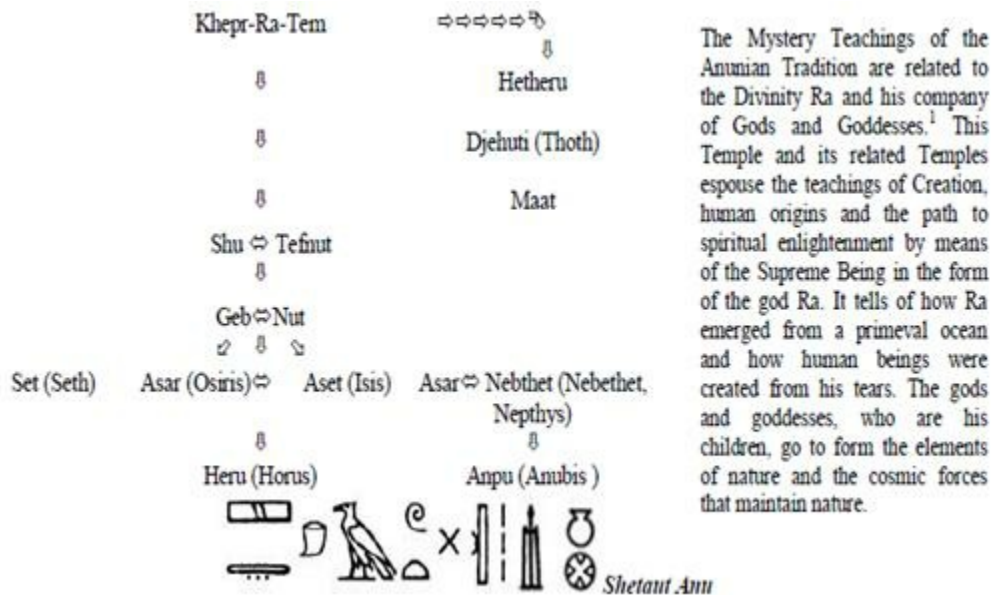 Khepr-Ra-Tem
Hetheru
Djehuti (Thoth)
Maat
Shu ⇔ Tefnut
Geb⇔Nut
Set (Seth) Asar (Osiris)⇔ Aset (Isis) Asar⇔ Nebthet (Nebethet,
Nepthys)
Heru (Horus) Anpu (Anubis )
Shetaut Anu
The Mystery Teachings of the
Anunian Tradition are related to
the Divinity Ra and his company
of Gods and Goddesses.1 This
Temple and its related Temples
espouse the teachings of Creation,
human origins and the path to
spiritual enlightenment by means
of the Supreme Being in the form
of the god Ra. It tells of how Ra
emerged from a primeval ocean
and how human beings were
created from his tears. The gods
and goddesses, who are his
children, go to form the elements
of nature and the cosmic forces
that maintain nature.